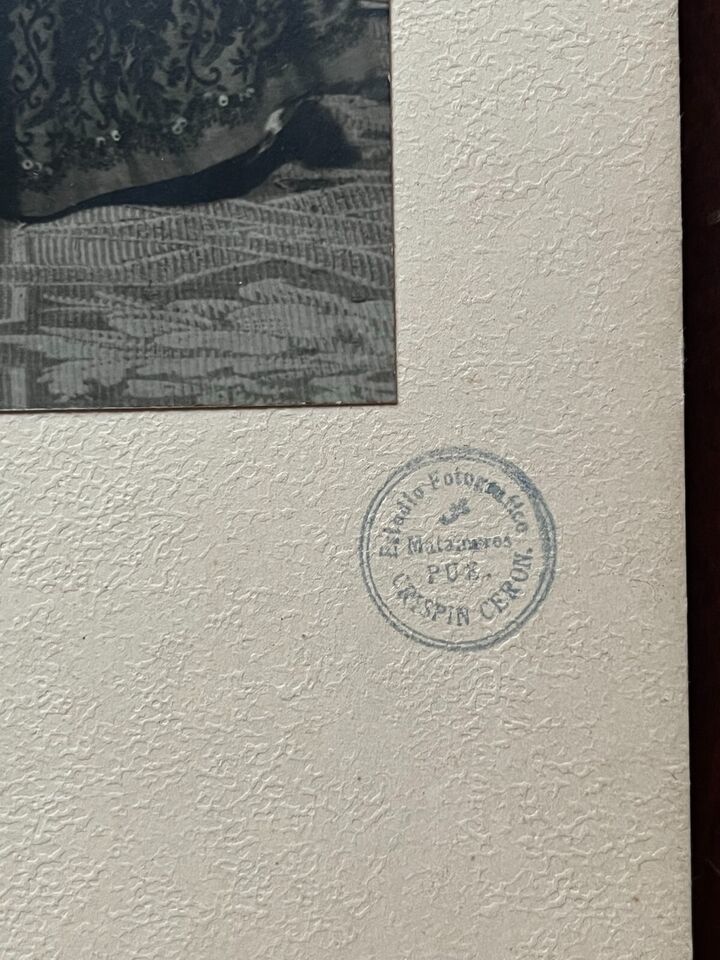 Estudio Fotografico
Matamoros
PUE.
CRISPIN CERON.